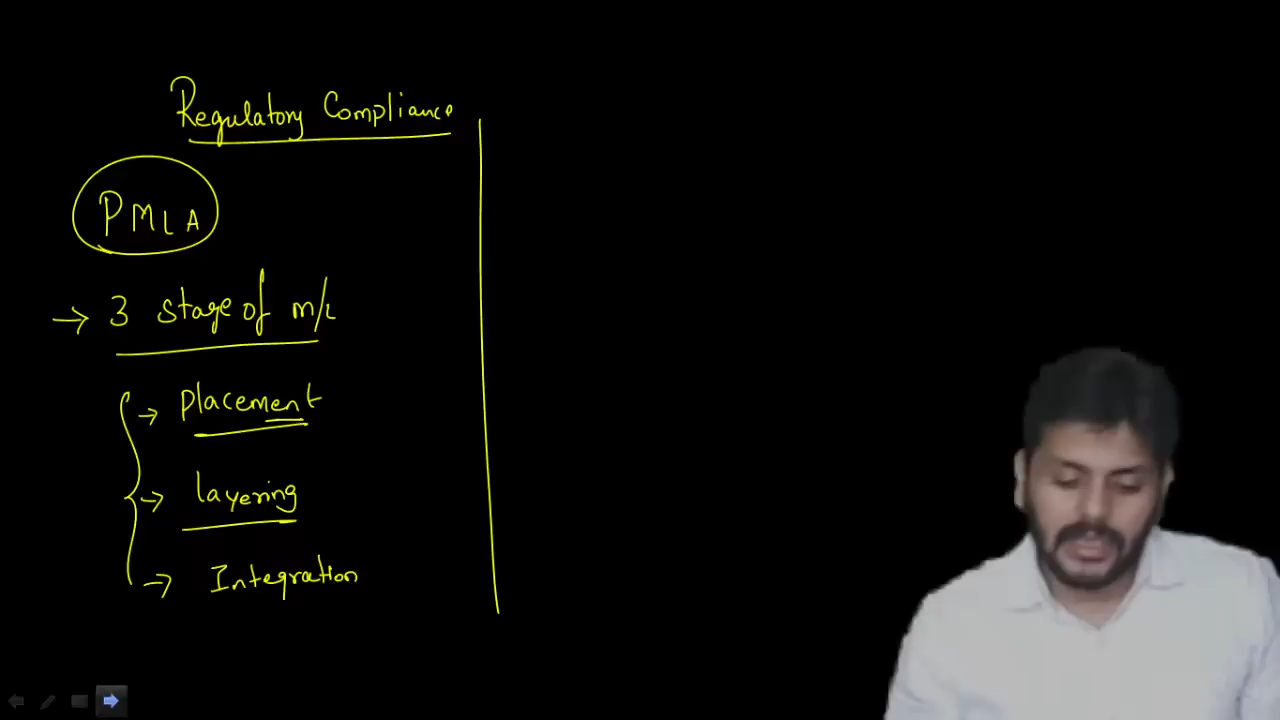 Regulatory Compliance
PMLA
→ 3 stage of m/L
→ placement
→ layering
→ Integration